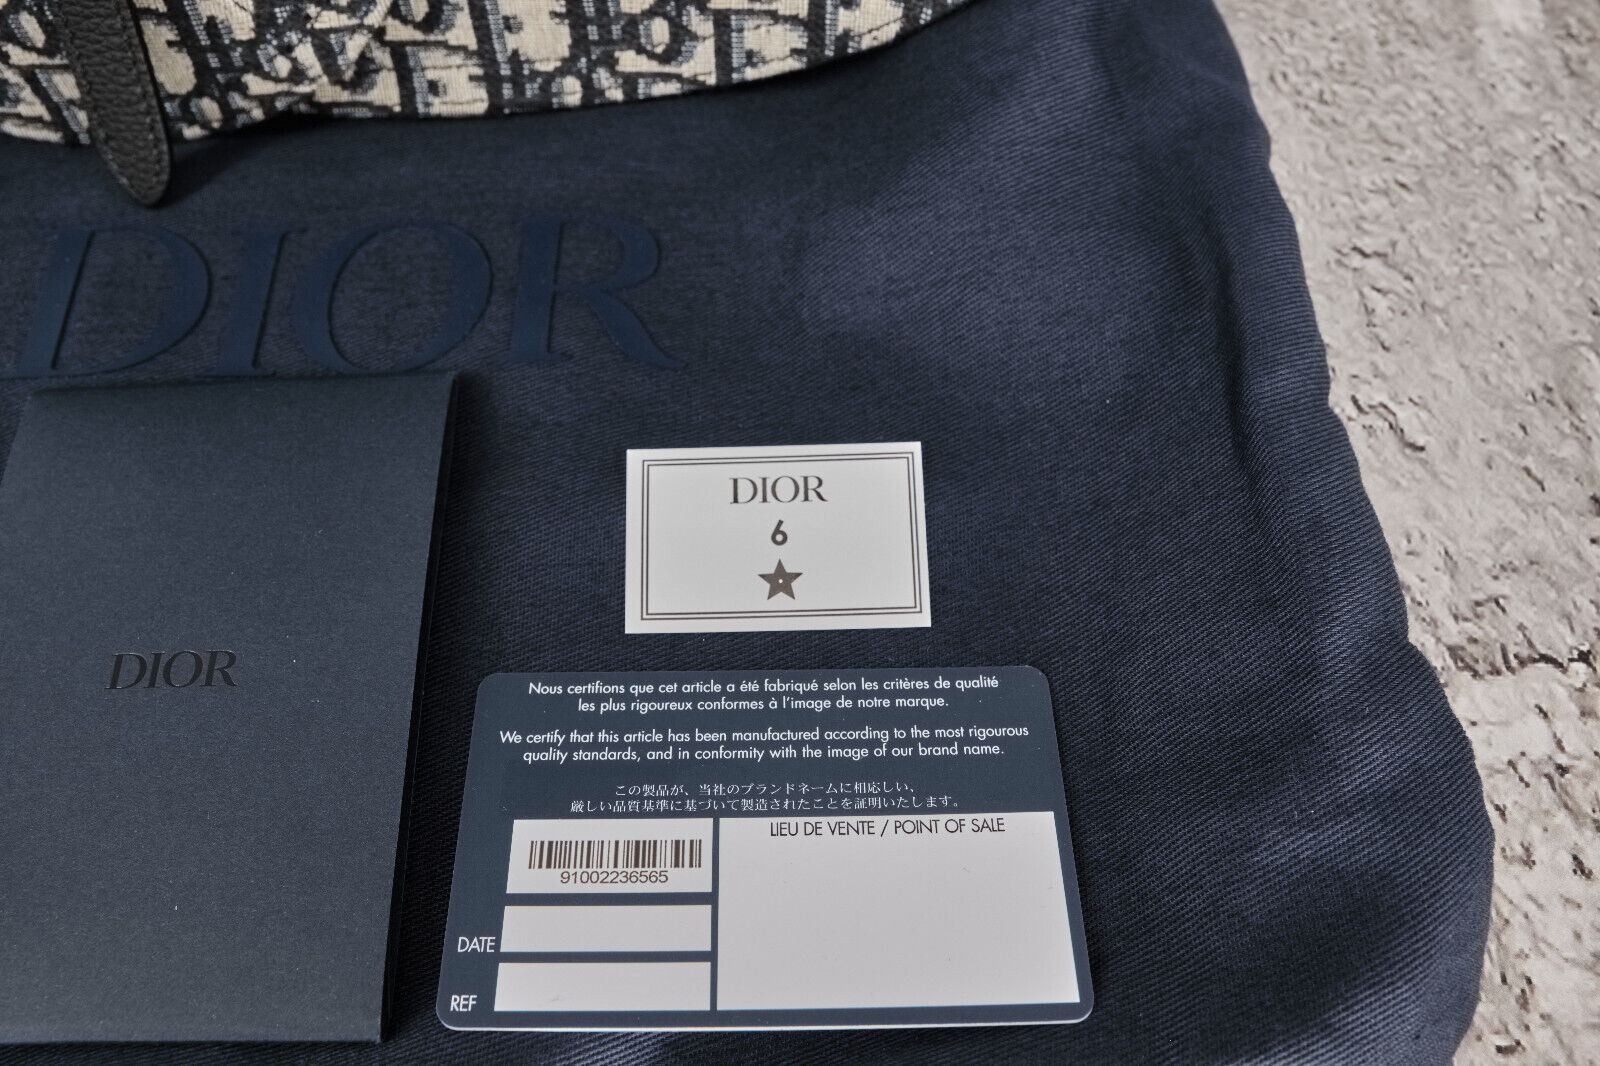 DIOR
DIOR
6
DIOR
Nous certifions que cet article a été fabriqué selon les critères de qualité
les plus rigoureux conformes à l'image de notre marque.
We certify that this article has been manufactured according to the most rigourous
quality standards, and in conformity with the image of our brand name.
この製品が、当社のブランドネームに相応しい、
厳しい品質基準に基づいて製造されたことを証明いたします。
LIEU DE VENTE / POINT OF SALE
91002236565
DATE
REF